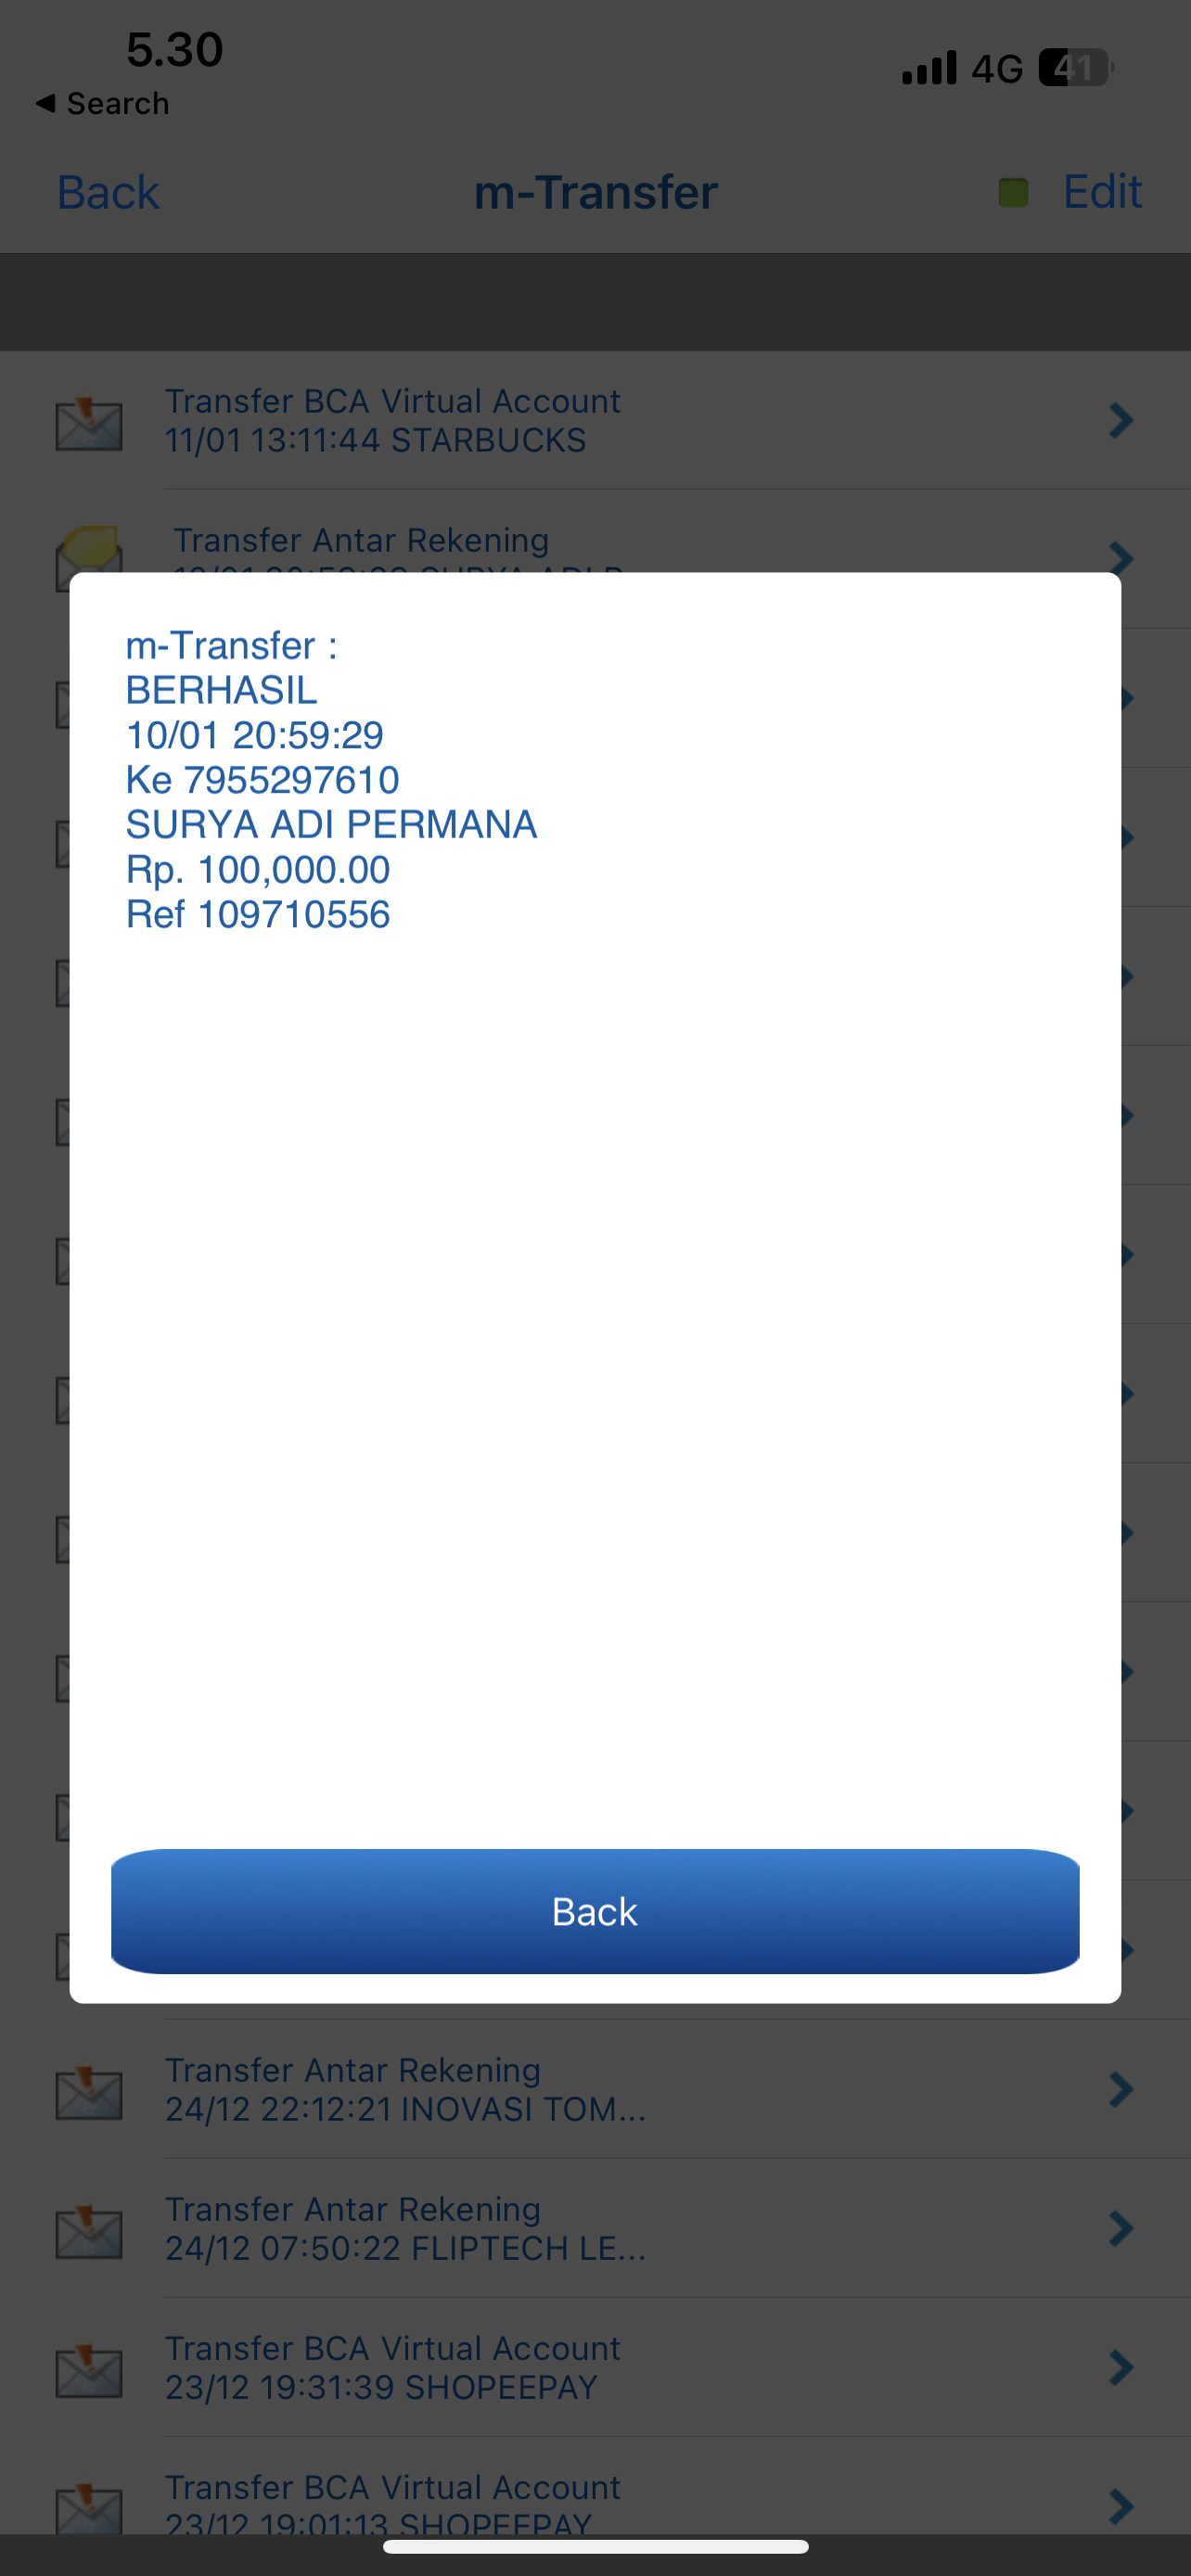 5.30
4G 41
◀ Search
Back
m-Transfer
Edit
Transfer BCA Virtual Account
11/01 13:11:44 STARBUCKS
Transfer Antar Rekening
m-Transfer :
BERHASIL
10/01 20:59:29
Ke 7955297610
SURYA ADI PERMANA
Rp. 100,000.00
Ref 109710556
Back
Transfer Antar Rekening
24/12 22:12:21 INOVASI TOM...
Transfer Antar Rekening
24/12 07:50:22 FLIPTECH LE...
Transfer BCA Virtual Account
23/12 19:31:39 SHOPEEPAY
Transfer BCA Virtual Account
23/12 19:01:13 SHOPEEPAY